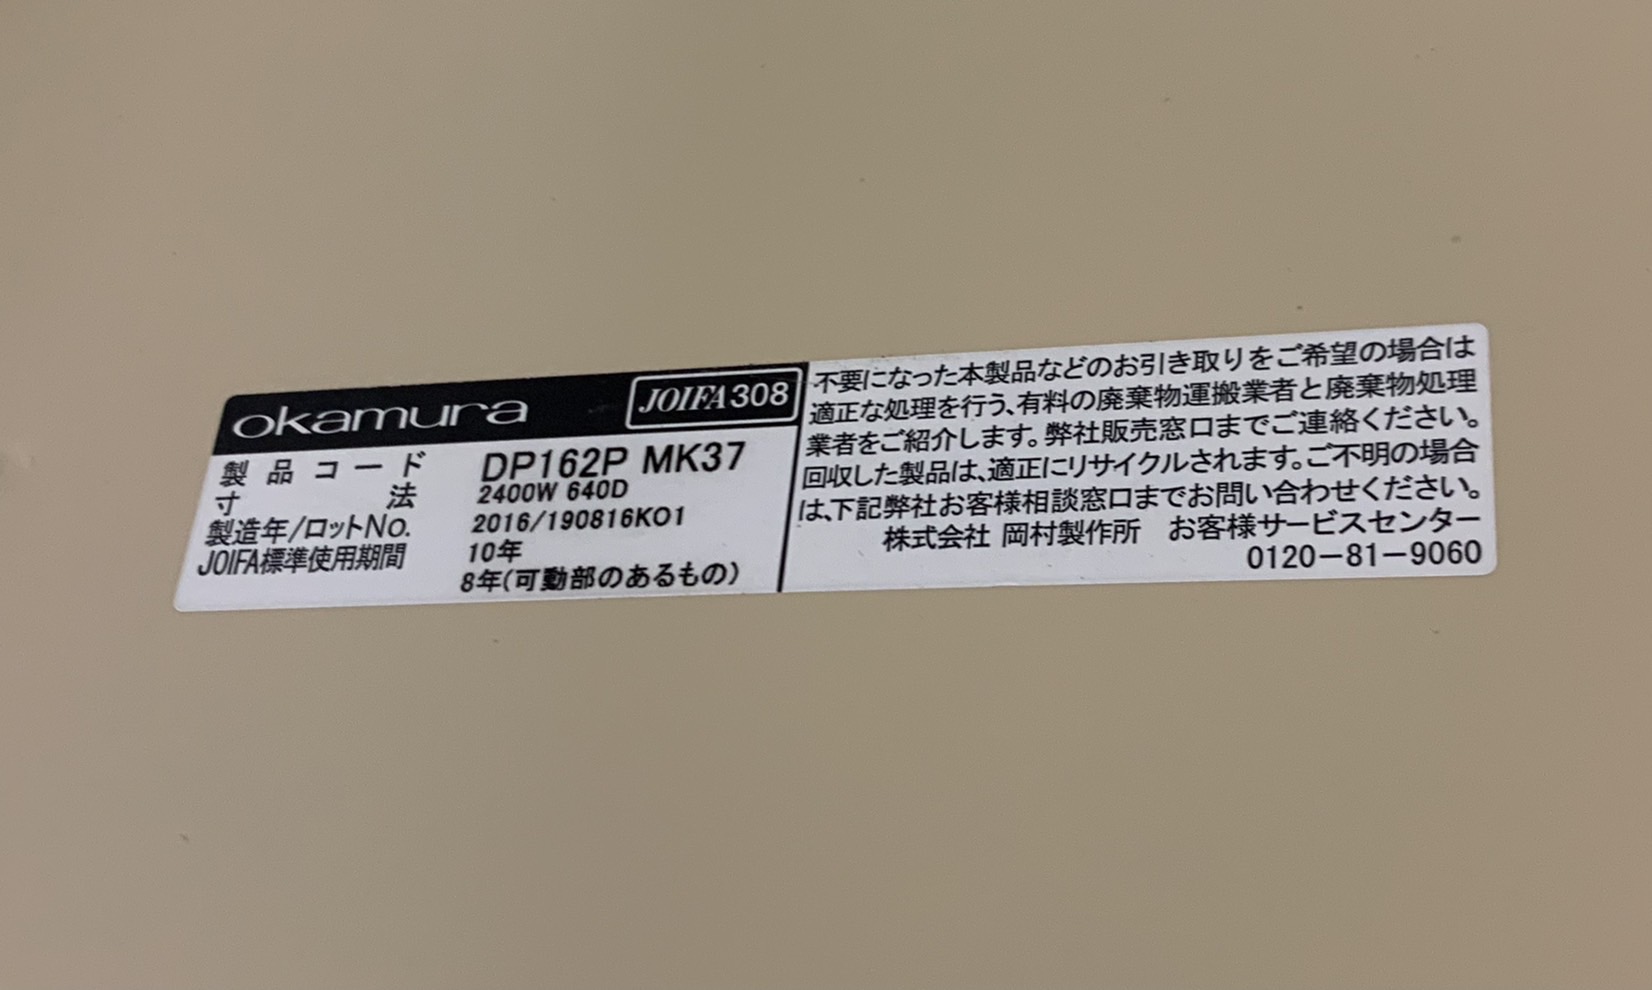 okamura JOIFA308
製品コード DP162P MK37
寸法 2400W 640D
製造年/ロットNo. 2016/190816K01
JOIFA標準使用期間 10年
8年(可動部のあるもの)
不要になった本製品などのお引き取りをご希望の場合は
適正な処理を行う、有料の廃棄物運搬業者と廃棄物処理
業者をご紹介します。弊社販売窓口までご連絡ください。
回収した製品は、適正にリサイクルされます。ご不明の場合
は、下記弊社お客様相談窓口までお問い合わせください。
株式会社 岡村製作所 お客様サービスセンター
0120-81-9060